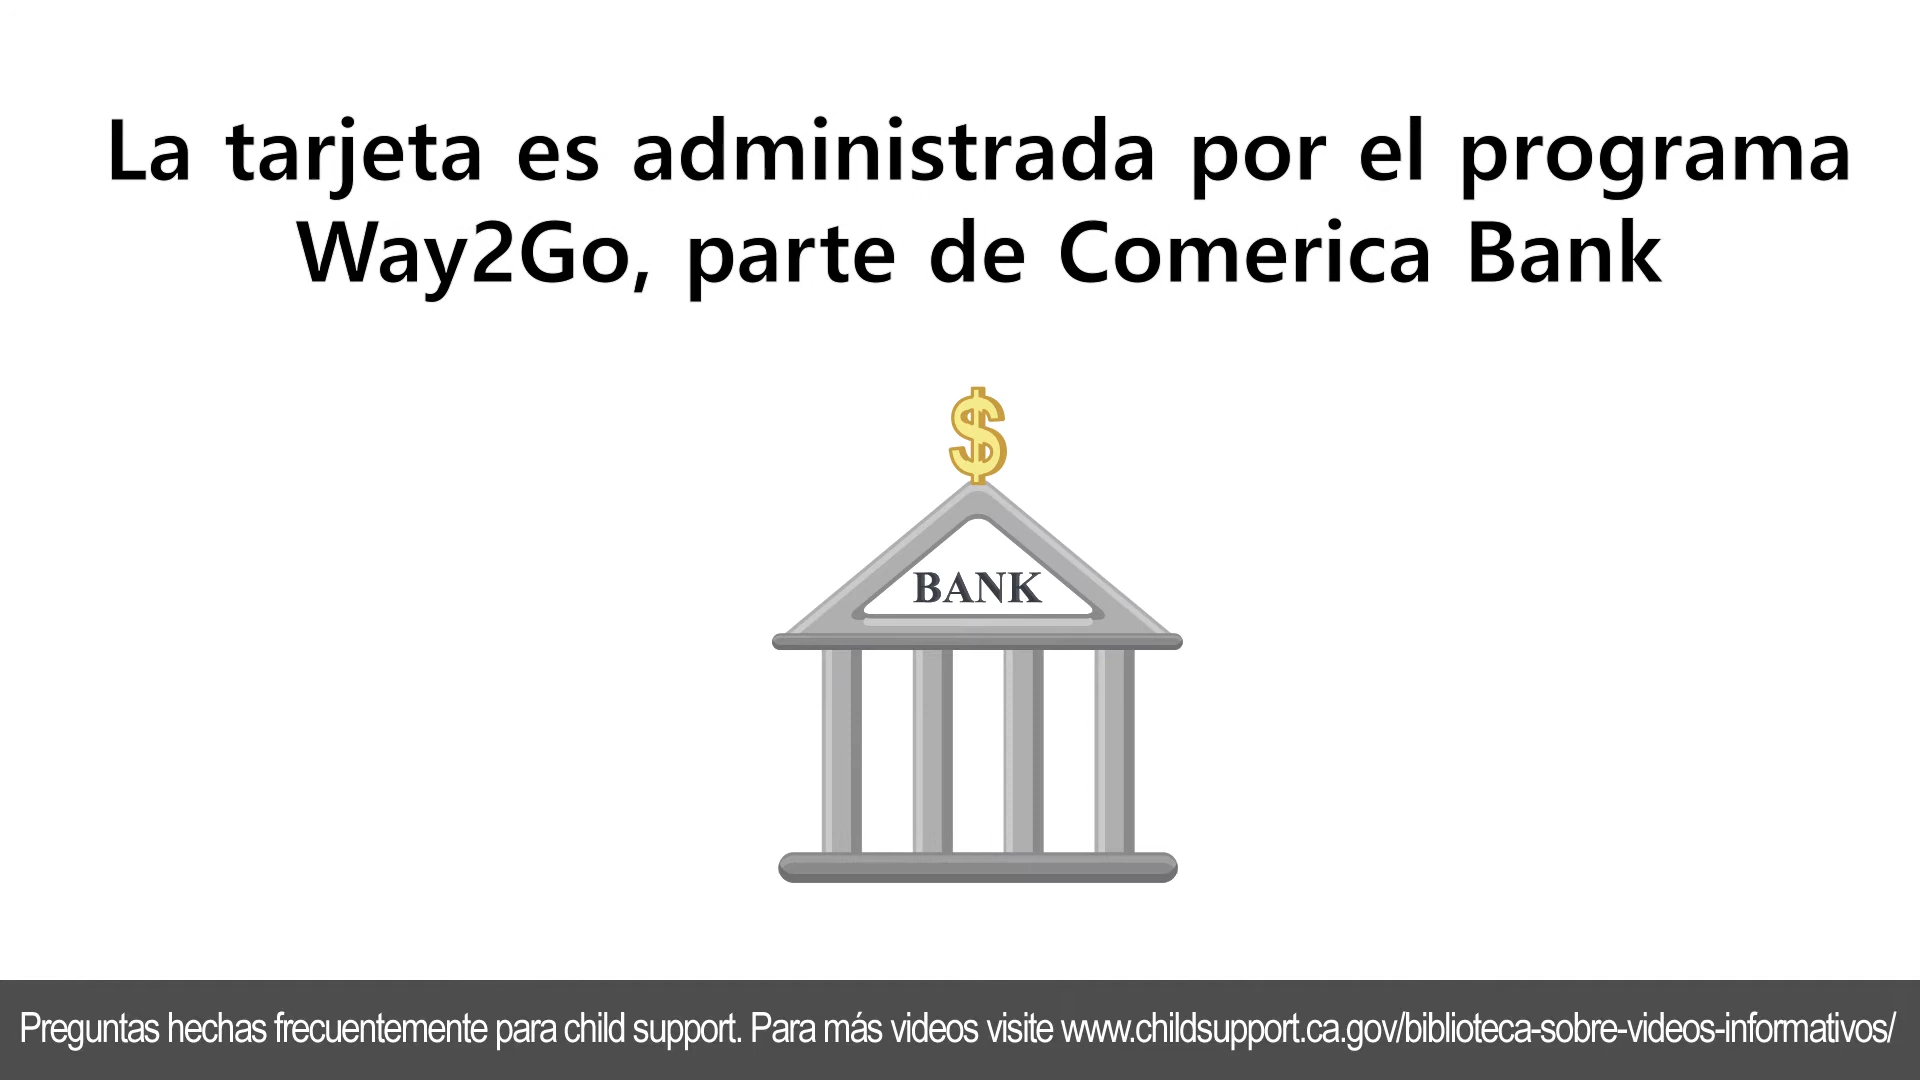 La tarjeta es administrada por el programa
Way2Go, parte de Comerica Bank
$
BANK
Preguntas hechas frecuentemente para child support. Para más videos visite www.childsupport.ca.gov/biblioteca-sobre-videos-informativos/